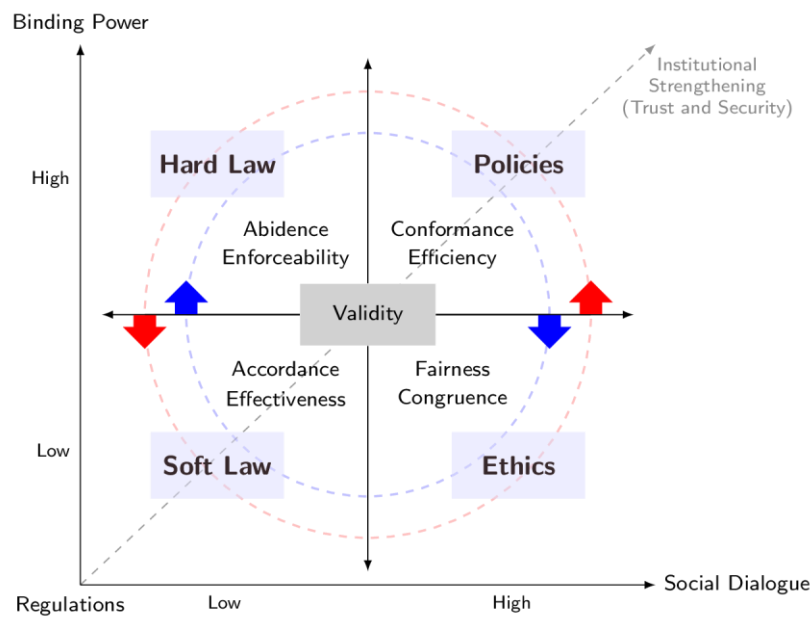 Binding Power
Institutional
Strengthening
(Trust and Security)
Hard Law
Policies
High
Abidence
Enforceability
Conformance
Efficiency
Validity
Accordance
Effectiveness
Fairness
Congruence
Low
Soft Law
Ethics
Social Dialogue
Regulations
Low
High